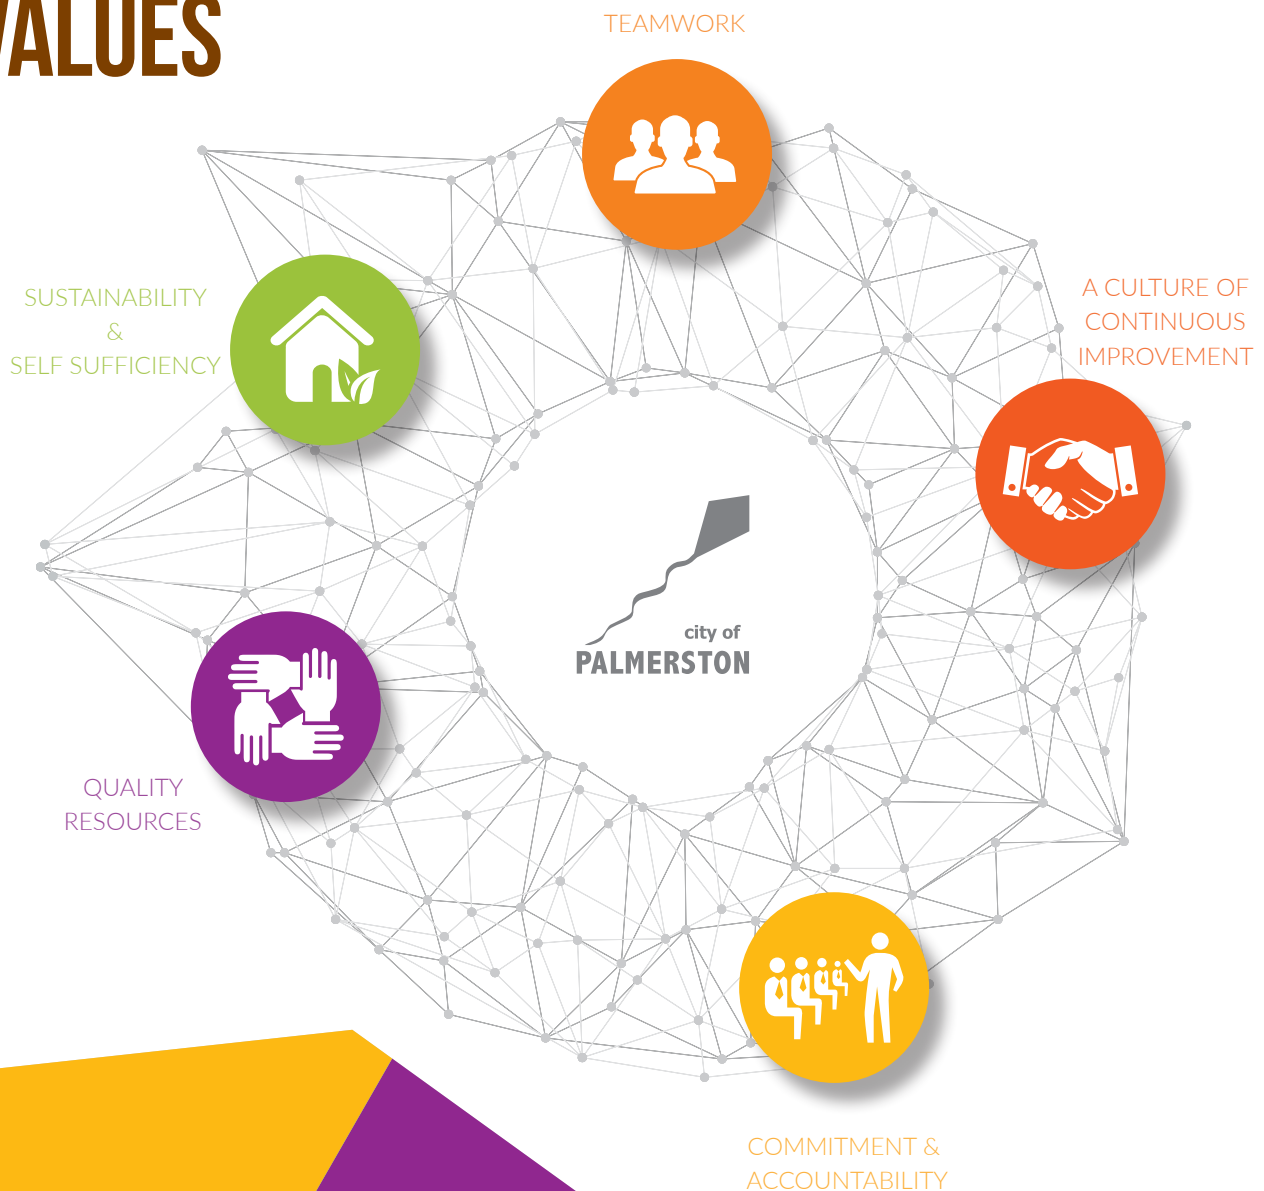 VALUES
TEAMWORK
SUSTAINABILITY
&
SELF SUFFICIENCY
A CULTURE OF
CONTINUOUS
IMPROVEMENT
city of
PALMERSTON
QUALITY
RESOURCES
COMMITMENT &
ACCOUNTABILITY